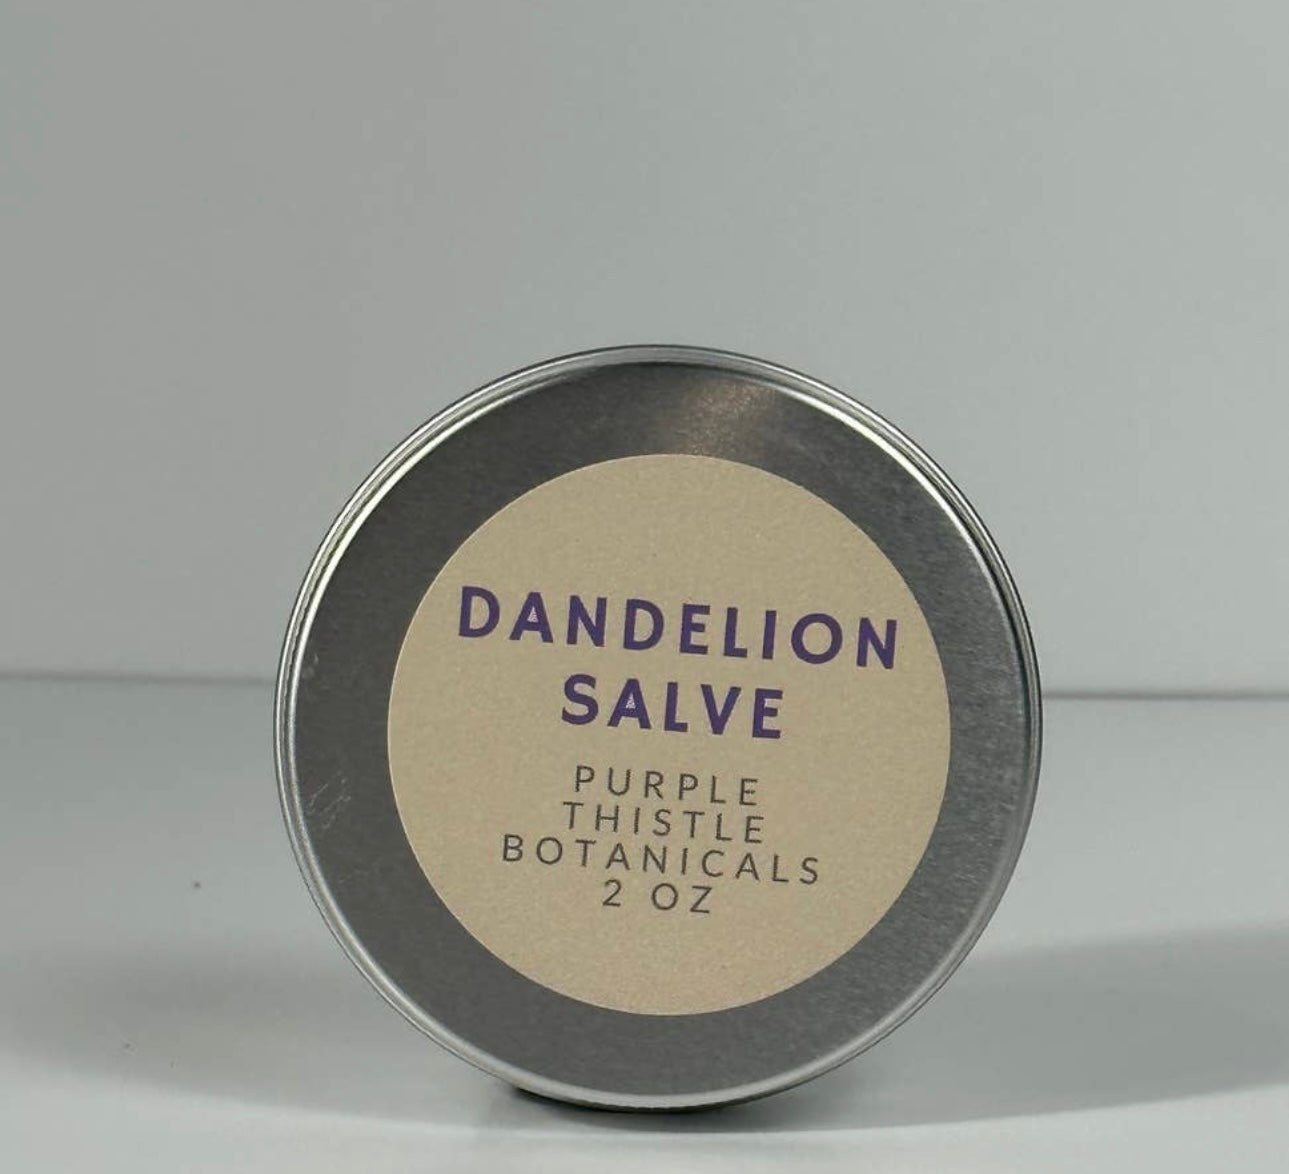 DANDELION
SALVE
PURPLE
THISTLE
BOTANICALS
2 OZ